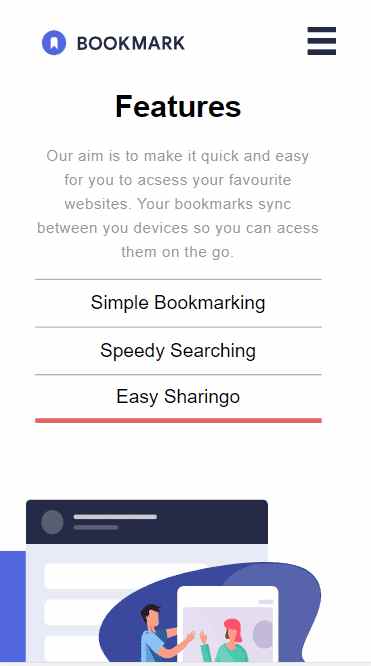 BOOKMARK
Features
Our aim is to make it quick and easy
for you to acsess your favourite
websites. Your bookmarks sync
between you devices so you can acess
them on the go.
Simple Bookmarking
Speedy Searching
Easy Sharingo